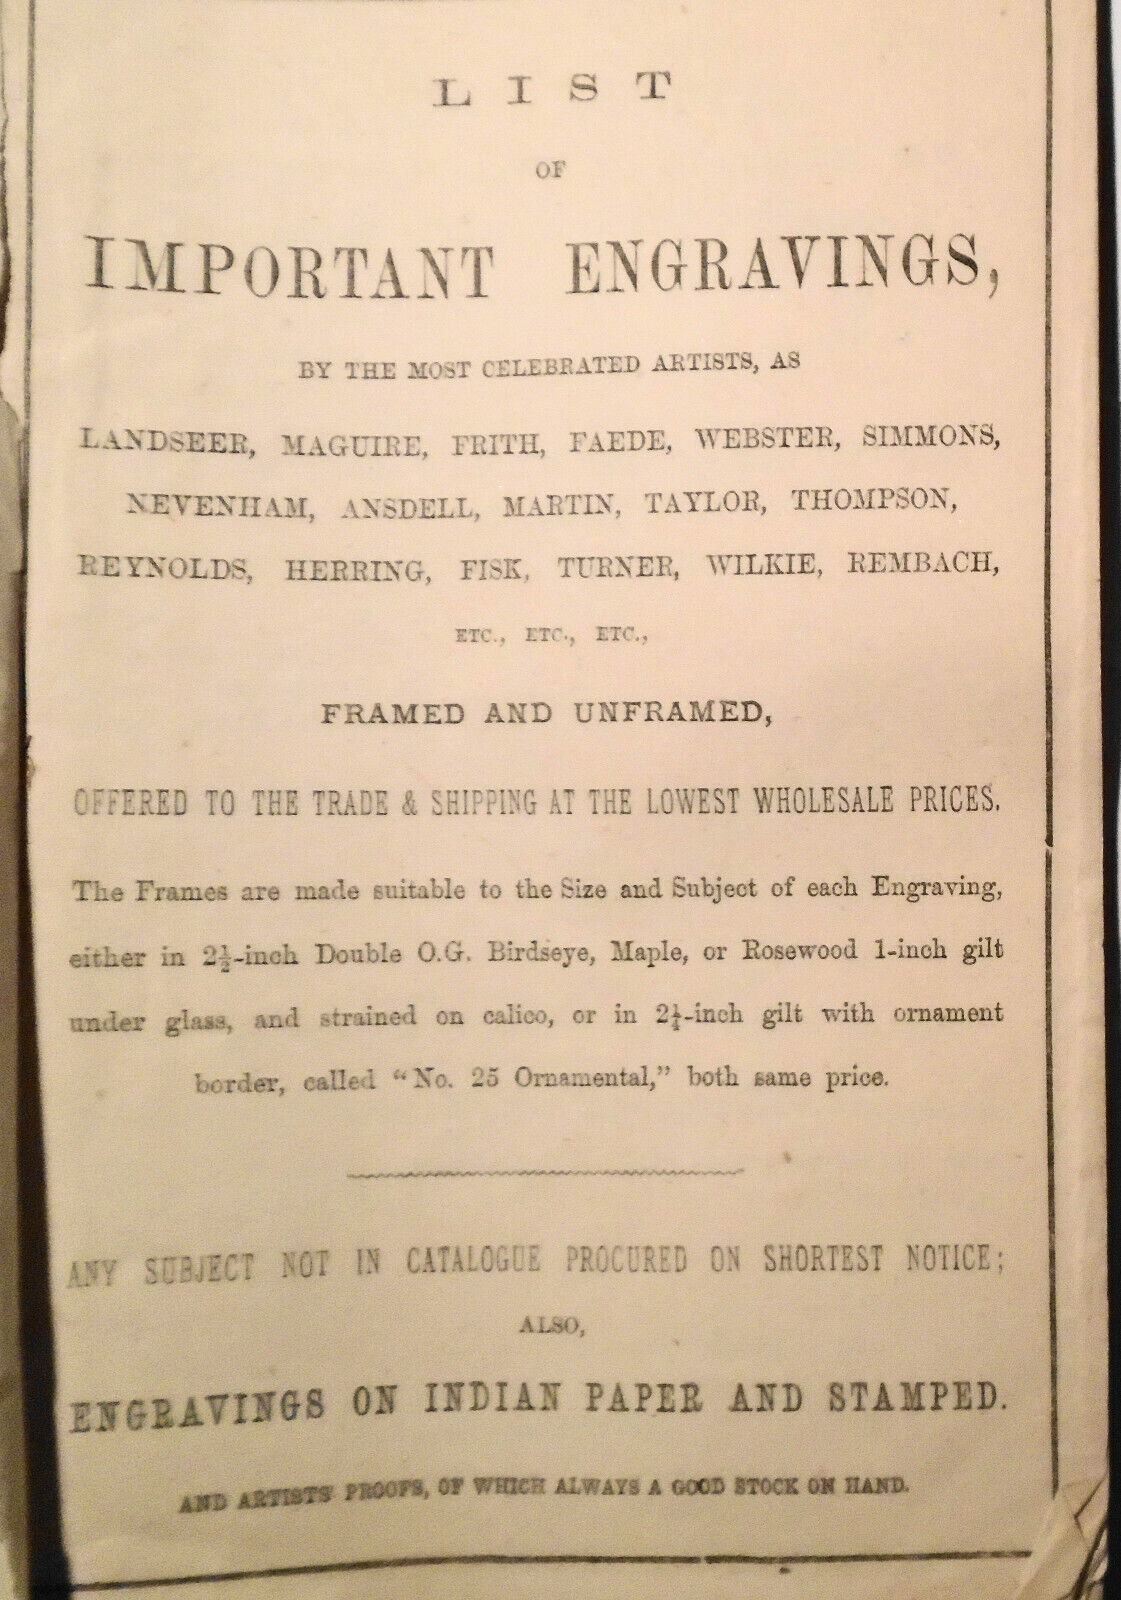 LIST
OF
IMPORTANT ENGRAVINGS,
BY THE MOST CELEBRATED ARTISTS, AS
LANDSEER, MAGUIRE, FRITH, FAEDE, WEBSTER, SIMMONS,
NEVENHAM, ANSDELL, MARTIN, TAYLOR, THOMPSON,
REYNOLDS, HERRING, FISK, TURNER, WILKIE, REMBACH,
ETC., ETC., ETC.,
FRAMED AND UNFRAMED,
OFFERED TO THE TRADE & SHIPPING AT THE LOWEST WHOLESALE PRICES.
The Frames are made suitable to the Size and Subject of each Engraving,
either in 2½-inch Double O.G. Birdseye, Maple, or Rosewood 1-inch gilt
under glass, and strained on calico, or in 2¼-inch gilt with ornament
border, called “No. 25 Ornamental,” both same price.
ANY SUBJECT NOT IN CATALOGUE PROCURED ON SHORTEST NOTICE;
ALSO,
ENGRAVINGS ON INDIAN PAPER AND STAMPED.
AND ARTISTS' PROOFS, OF WHICH ALWAYS A GOOD STOCK ON HAND.